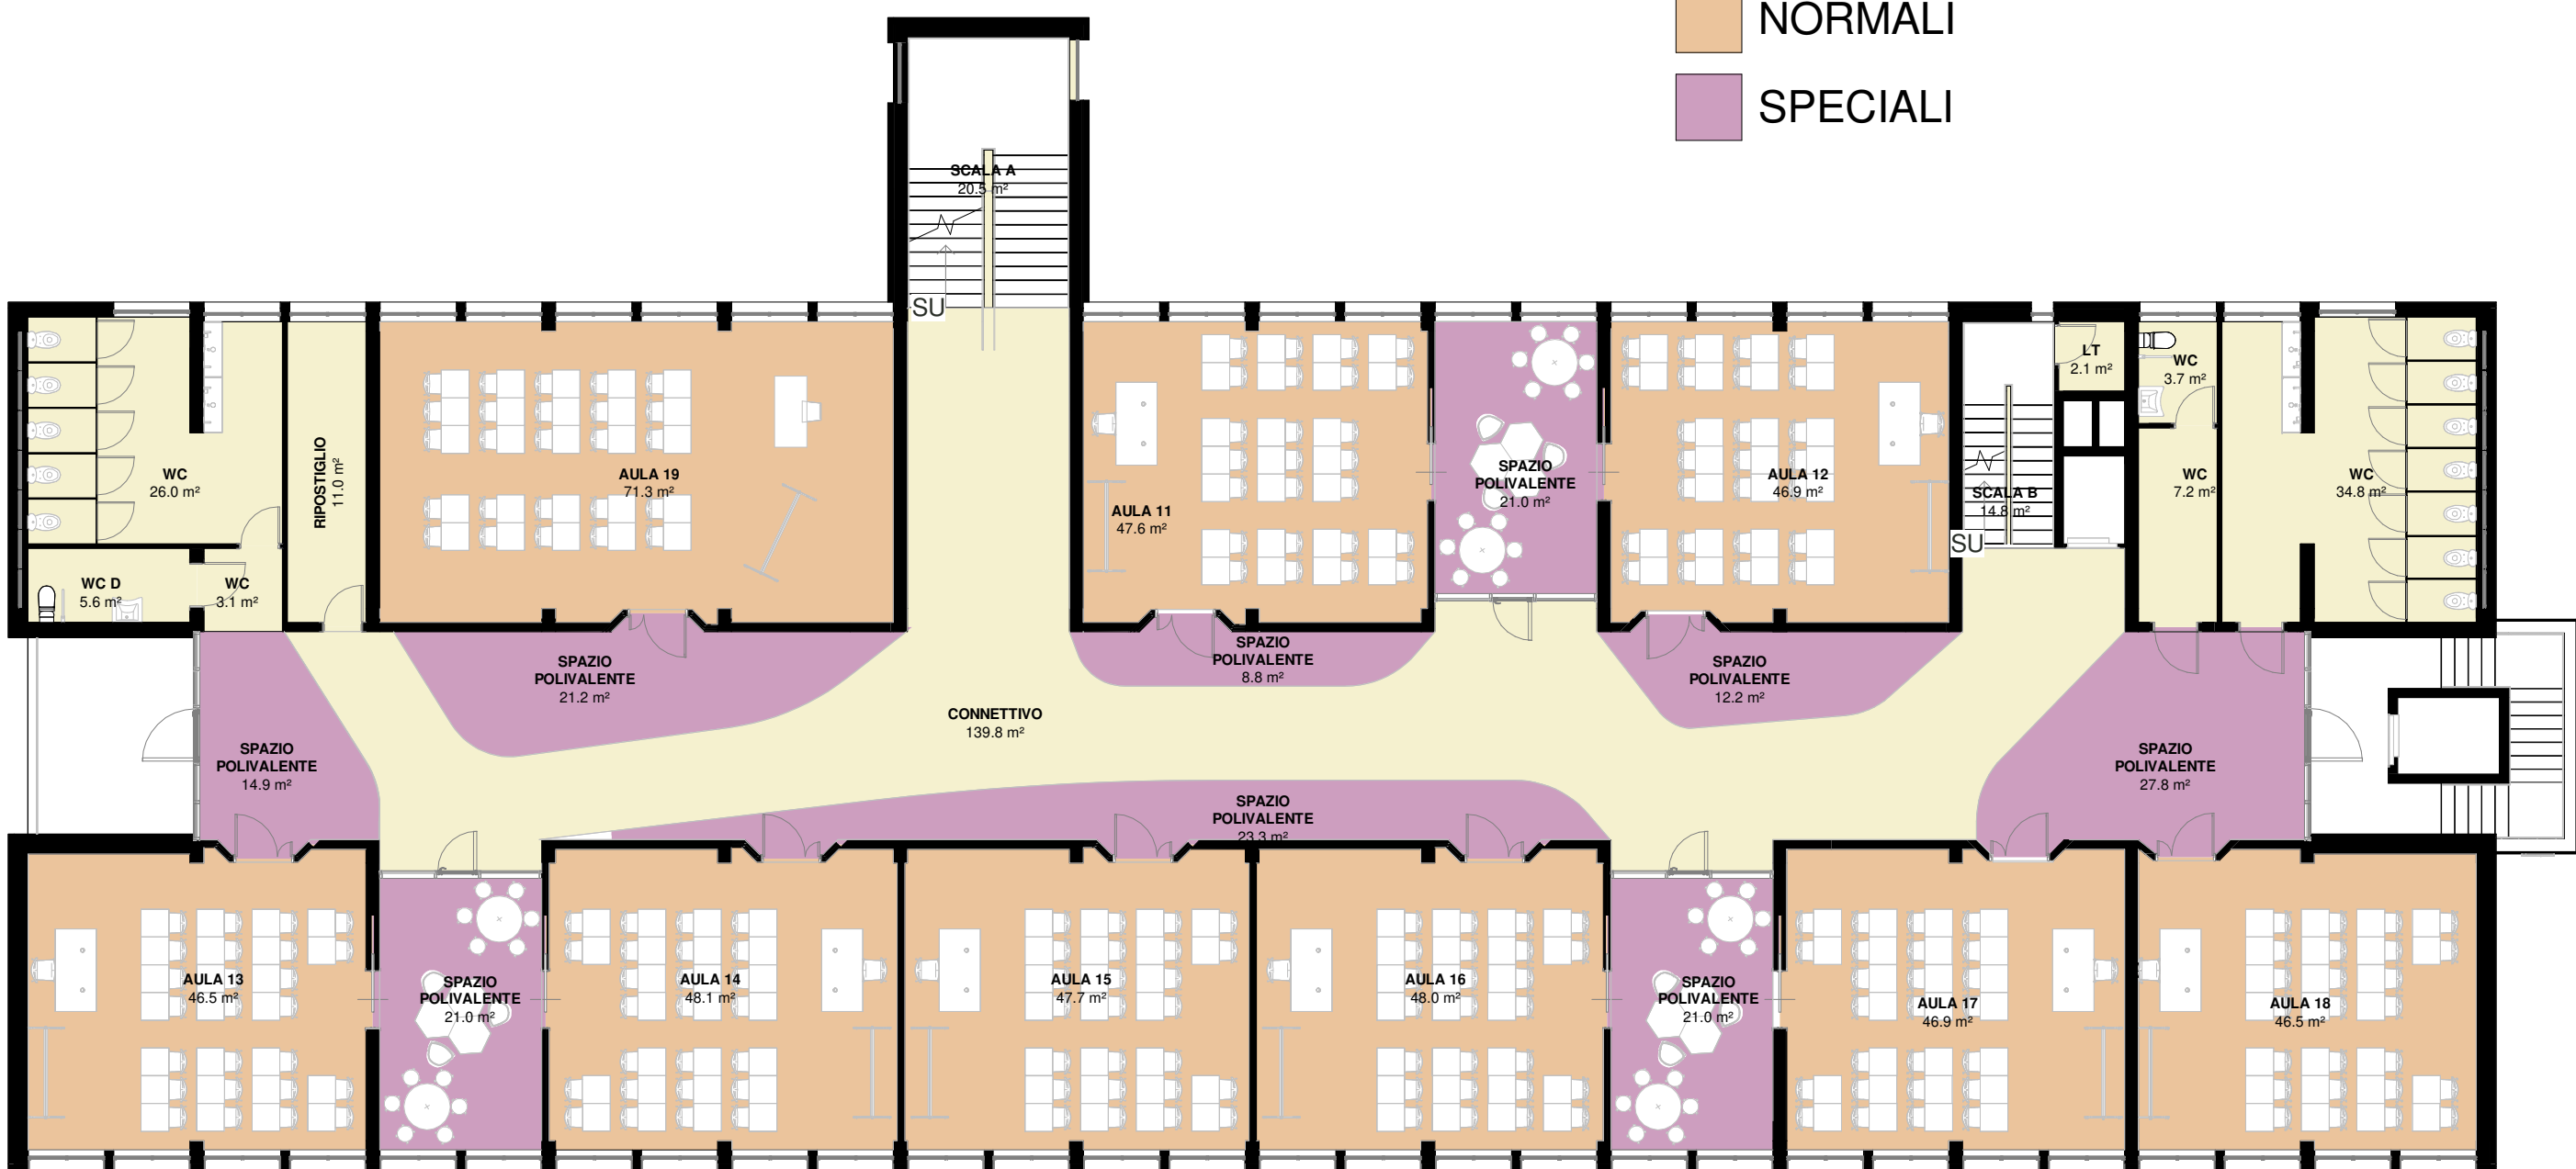 NORMALI
SPECIALI
SCALA A
20.5 m²
SU
WC
26.0 m²
RIPOSTIGLIO
11.0 m²
AULA 19
71.3 m²
AULA 11
47.6 m²
SPAZIO
POLIVALENTE
21.0 m²
AULA 12
46.9 m²
SCALA B
14.8 m²
SU
LT
2.1 m²
WC
3.7 m²
WC
7.2 m²
WC
34.8 m²
WC D
5.6 m²
WC
3.1 m²
SPAZIO
POLIVALENTE
21.2 m²
SPAZIO
POLIVALENTE
8.8 m²
SPAZIO
POLIVALENTE
12.2 m²
CONNETTIVO
139.8 m²
SPAZIO
POLIVALENTE
14.9 m²
SPAZIO
POLIVALENTE
23.3 m²
SPAZIO
POLIVALENTE
27.8 m²
AULA 13
46.5 m²
SPAZIO
POLIVALENTE
21.0 m²
AULA 14
48.1 m²
AULA 15
47.7 m²
AULA 16
48.0 m²
SPAZIO
POLIVALENTE
21.0 m²
AULA 17
46.9 m²
AULA 18
46.5 m²